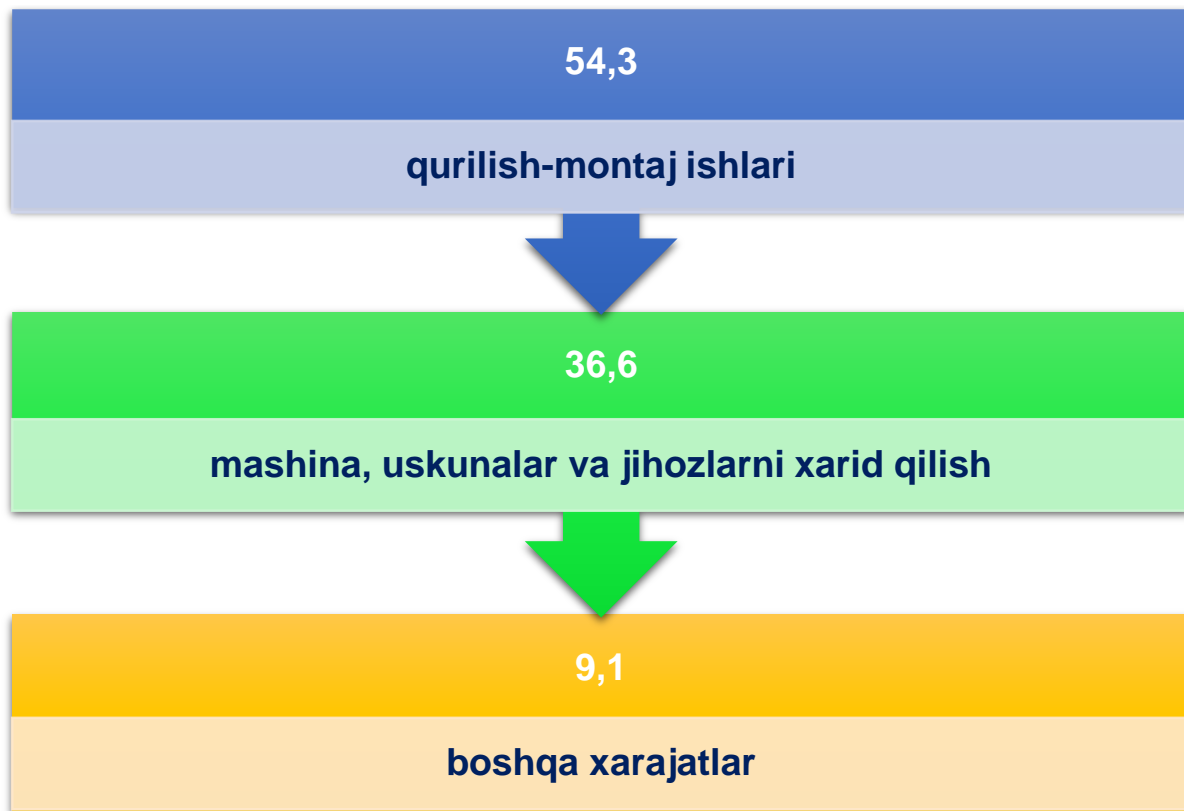 54,3
qurilish-montaj ishlari
36,6
mashina, uskunalar va jihozlarni xarid qilish
9,1
boshqa xarajatlar